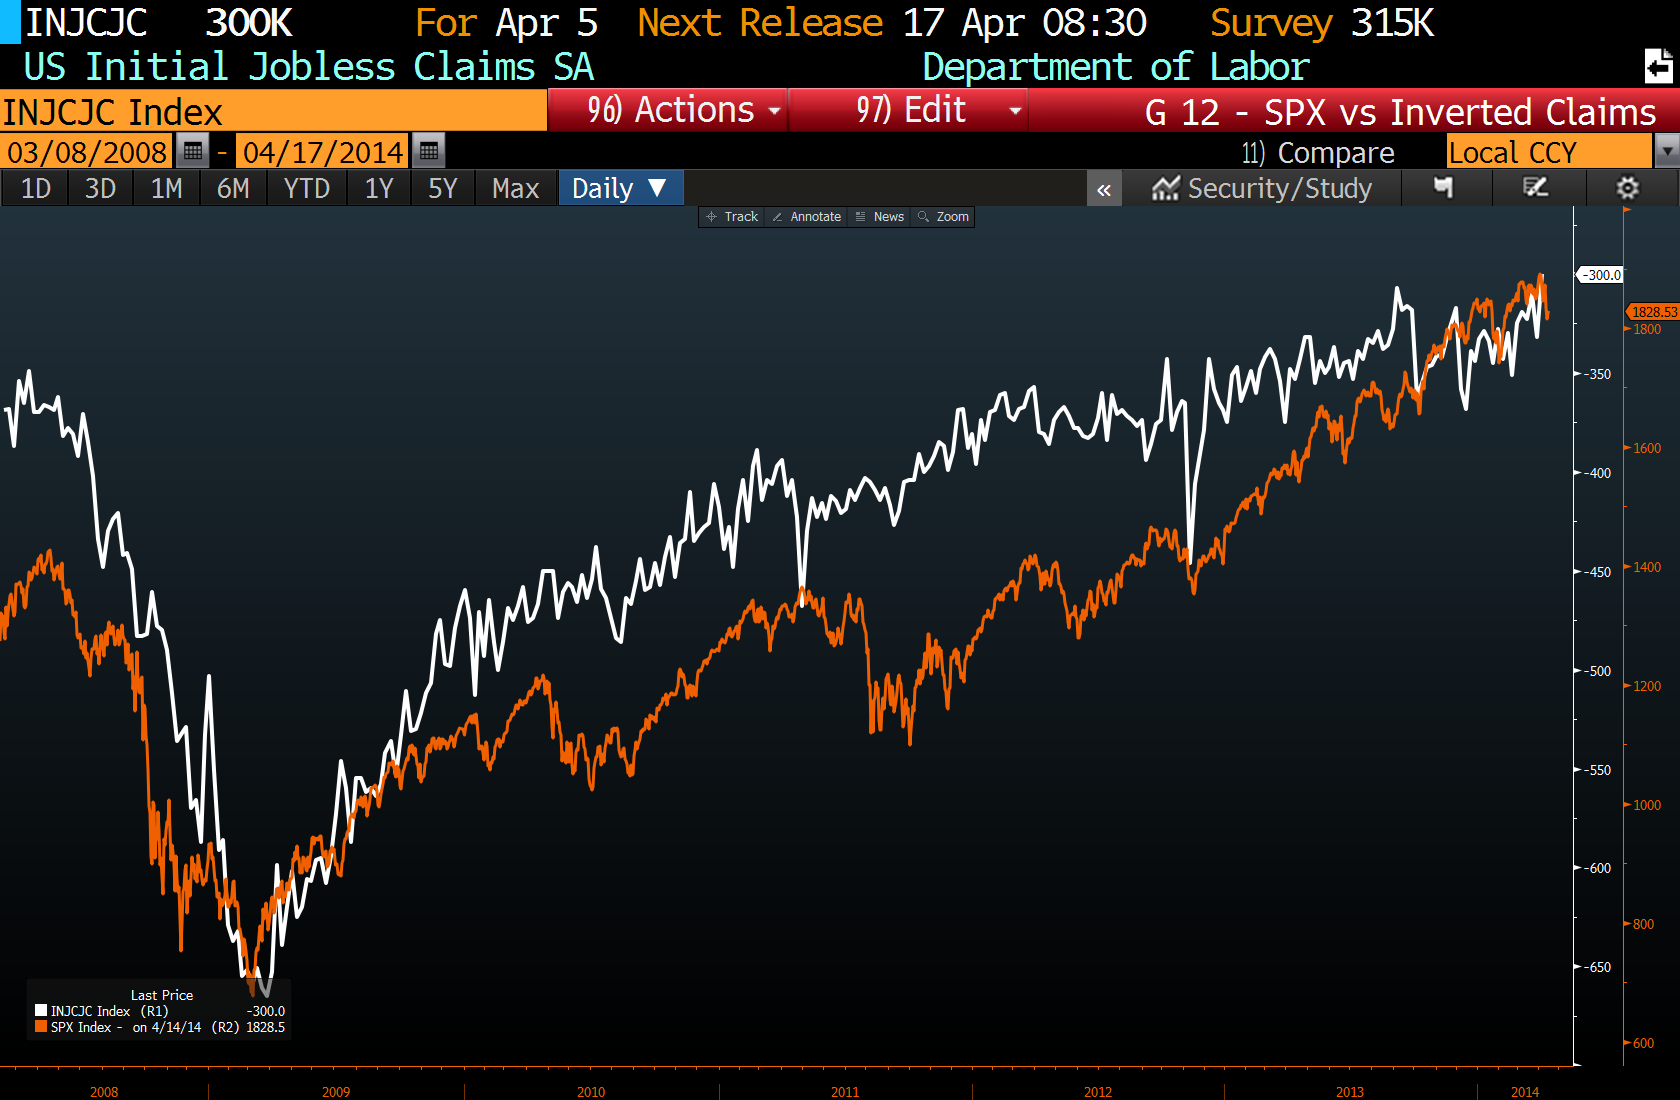 INJCJC 300K For Apr 5 Next Release 17 Apr 08:30 Survey 315K
US Initial Jobless Claims SA Department of Labor
INJCJC Index 96) Actions 97) Edit G 12 - SPX vs Inverted Claims
03/08/2008 - 04/17/2014 11) Compare Local CCY
1D 3D 1M 6M YTD 1Y 5Y Max Daily ▼ « Security/Study
Track Annotate News Zoom
-300.0
1828.53
1800
-350
1600
-400
1400
-450
-500
1200
-550
1000
-600
800
-650
600
Last Price
INJCJC Index (R1) -300.0
SPX Index - on 4/14/14 (R2) 1828.5
2008 2009 2010 2011 2012 2013 2014